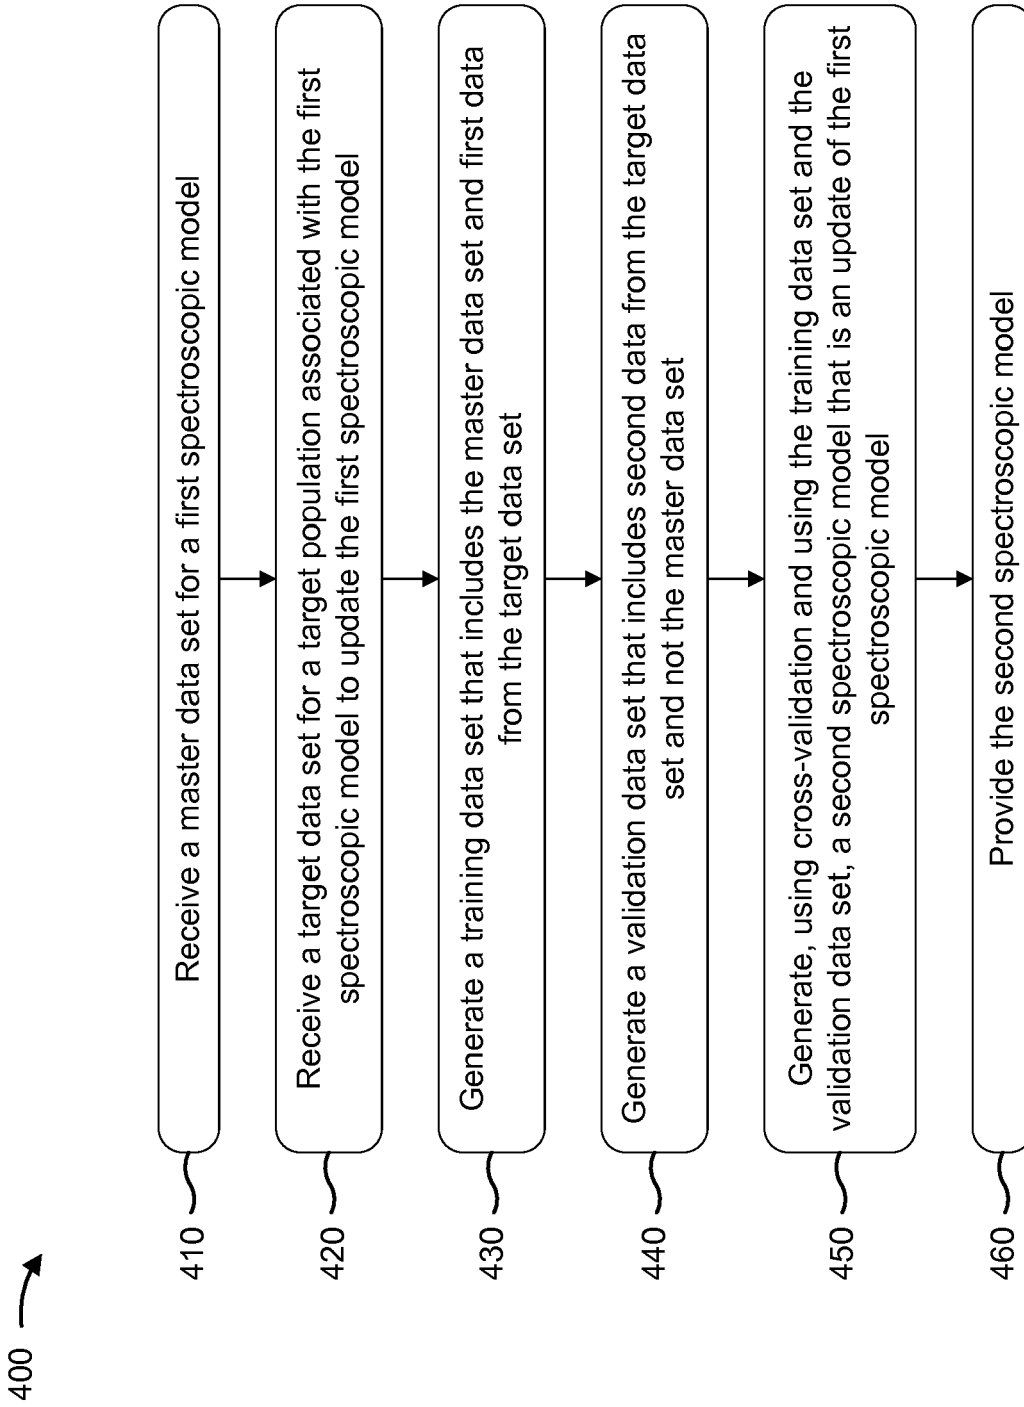 400
410
Receive a master data set for a first spectroscopic model
420
Receive a target data set for a target population associated with the first
spectroscopic model to update the first spectroscopic model
430
Generate a training data set that includes the master data set and first data
from the target data set
440
Generate a validation data set that includes second data from the target data
set and not the master data set
450
Generate, using cross-validation and using the training data set and the
validation data set, a second spectroscopic model that is an update of the first
spectroscopic model
460
Provide the second spectroscopic model